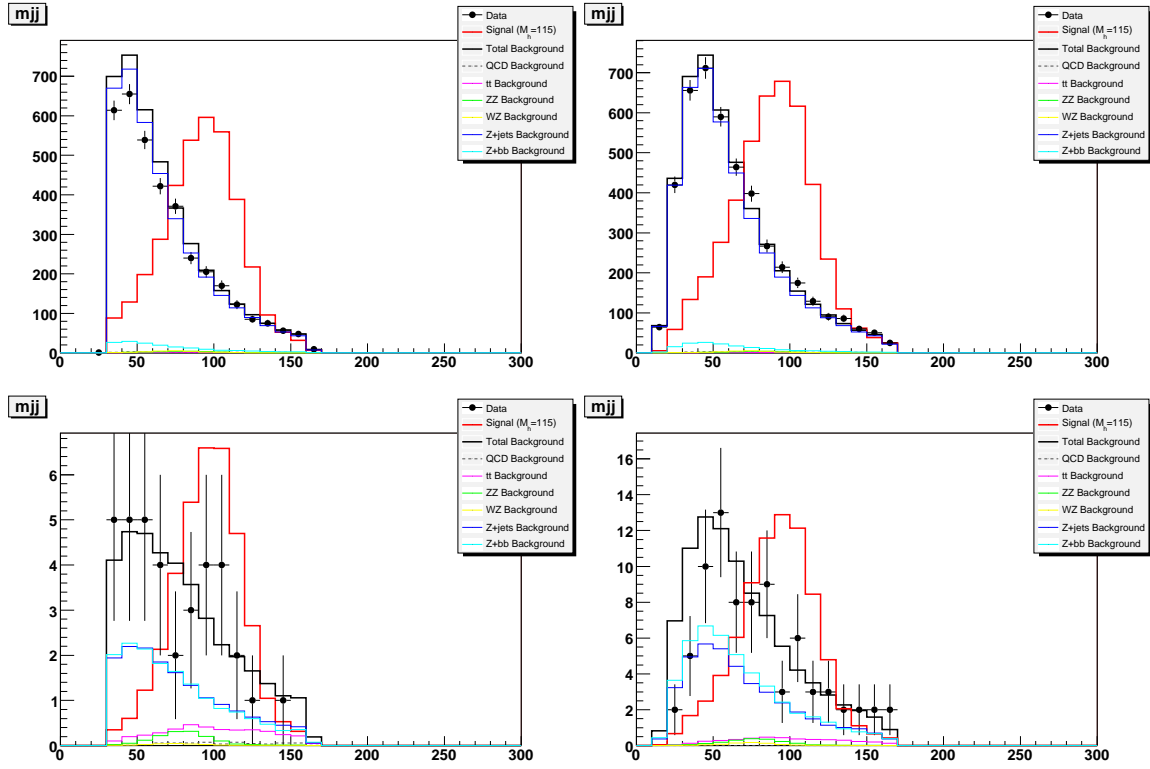 mjj
Data
Signal (M_h=115)
Total Background
QCD Background
tt Background
ZZ Background
WZ Background
Z+jets Background
Z+bb Background
700
600
500
400
300
200
100
0
0 50 100 150 200 250 300
mjj
Data
Signal (M_h=115)
Total Background
QCD Background
tt Background
ZZ Background
WZ Background
Z+jets Background
Z+bb Background
700
600
500
400
300
200
100
0
0 50 100 150 200 250 300
mjj
Data
Signal (M_h=115)
Total Background
QCD Background
tt Background
ZZ Background
WZ Background
Z+jets Background
Z+bb Background
6
5
4
3
2
1
0
0 50 100 150 200 250 300
mjj
Data
Signal (M_h=115)
Total Background
QCD Background
tt Background
ZZ Background
WZ Background
Z+jets Background
Z+bb Background
16
14
12
10
8
6
4
2
0
0 50 100 150 200 250 300